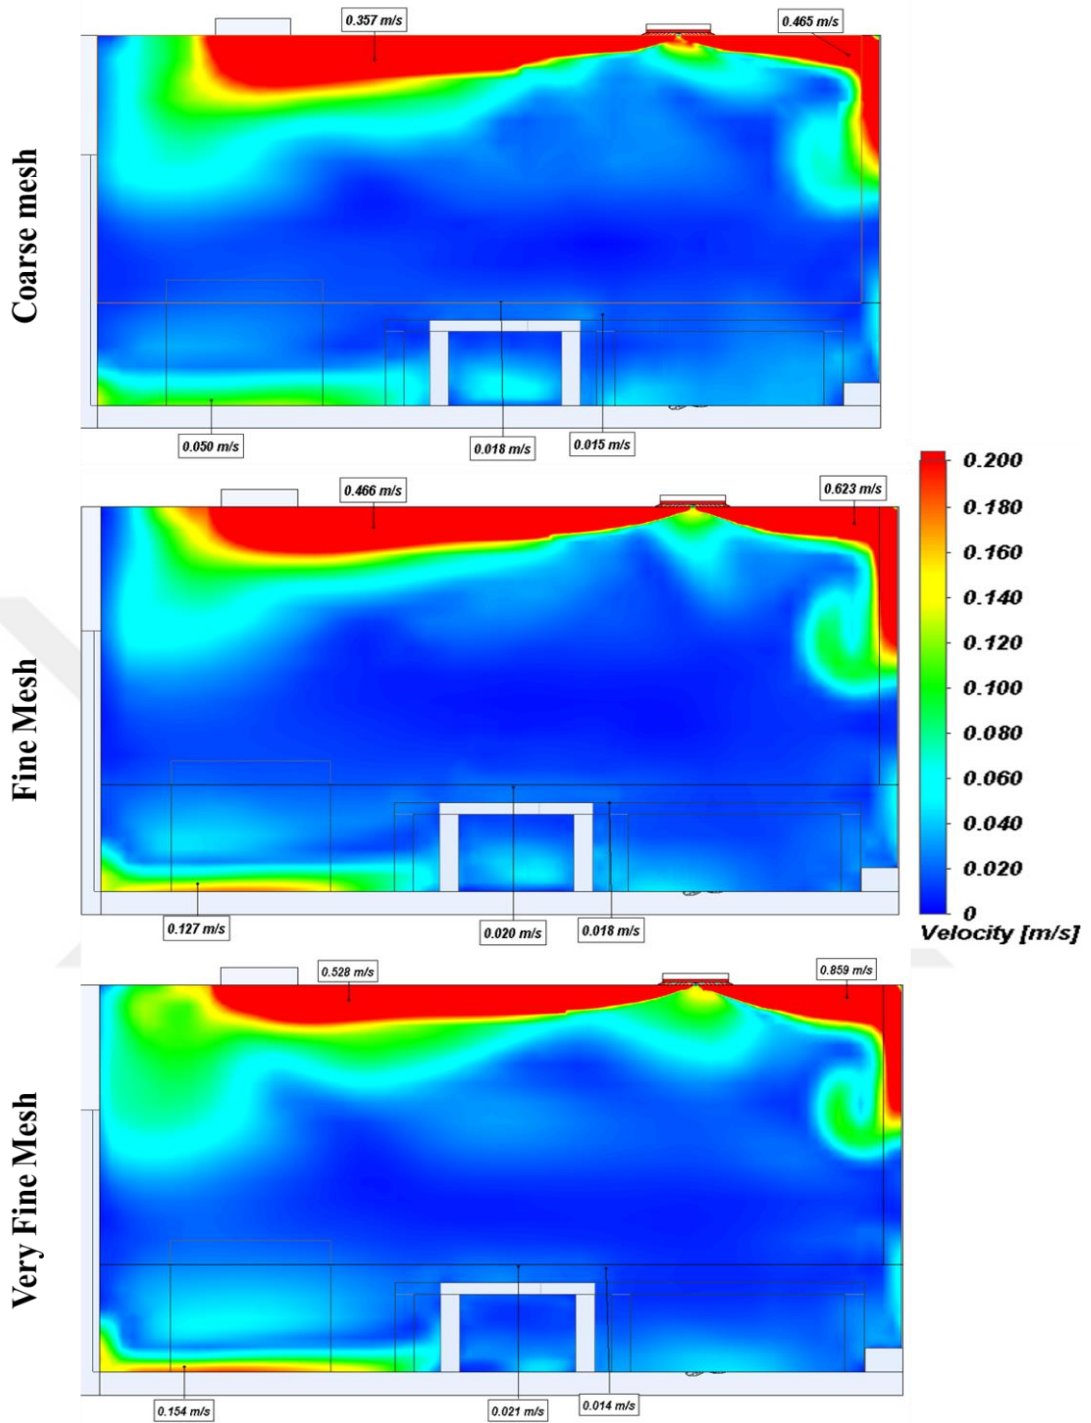 Coarse mesh
0.357 m/s
0.465 m/s
0.050 m/s
0.018 m/s
0.015 m/s
Fine Mesh
0.466 m/s
0.623 m/s
0.127 m/s
0.020 m/s
0.018 m/s
0.200
0.180
0.160
0.140
0.120
0.100
0.080
0.060
0.040
0.020
0
Velocity [m/s]
Very Fine Mesh
0.528 m/s
0.859 m/s
0.154 m/s
0.021 m/s
0.014 m/s